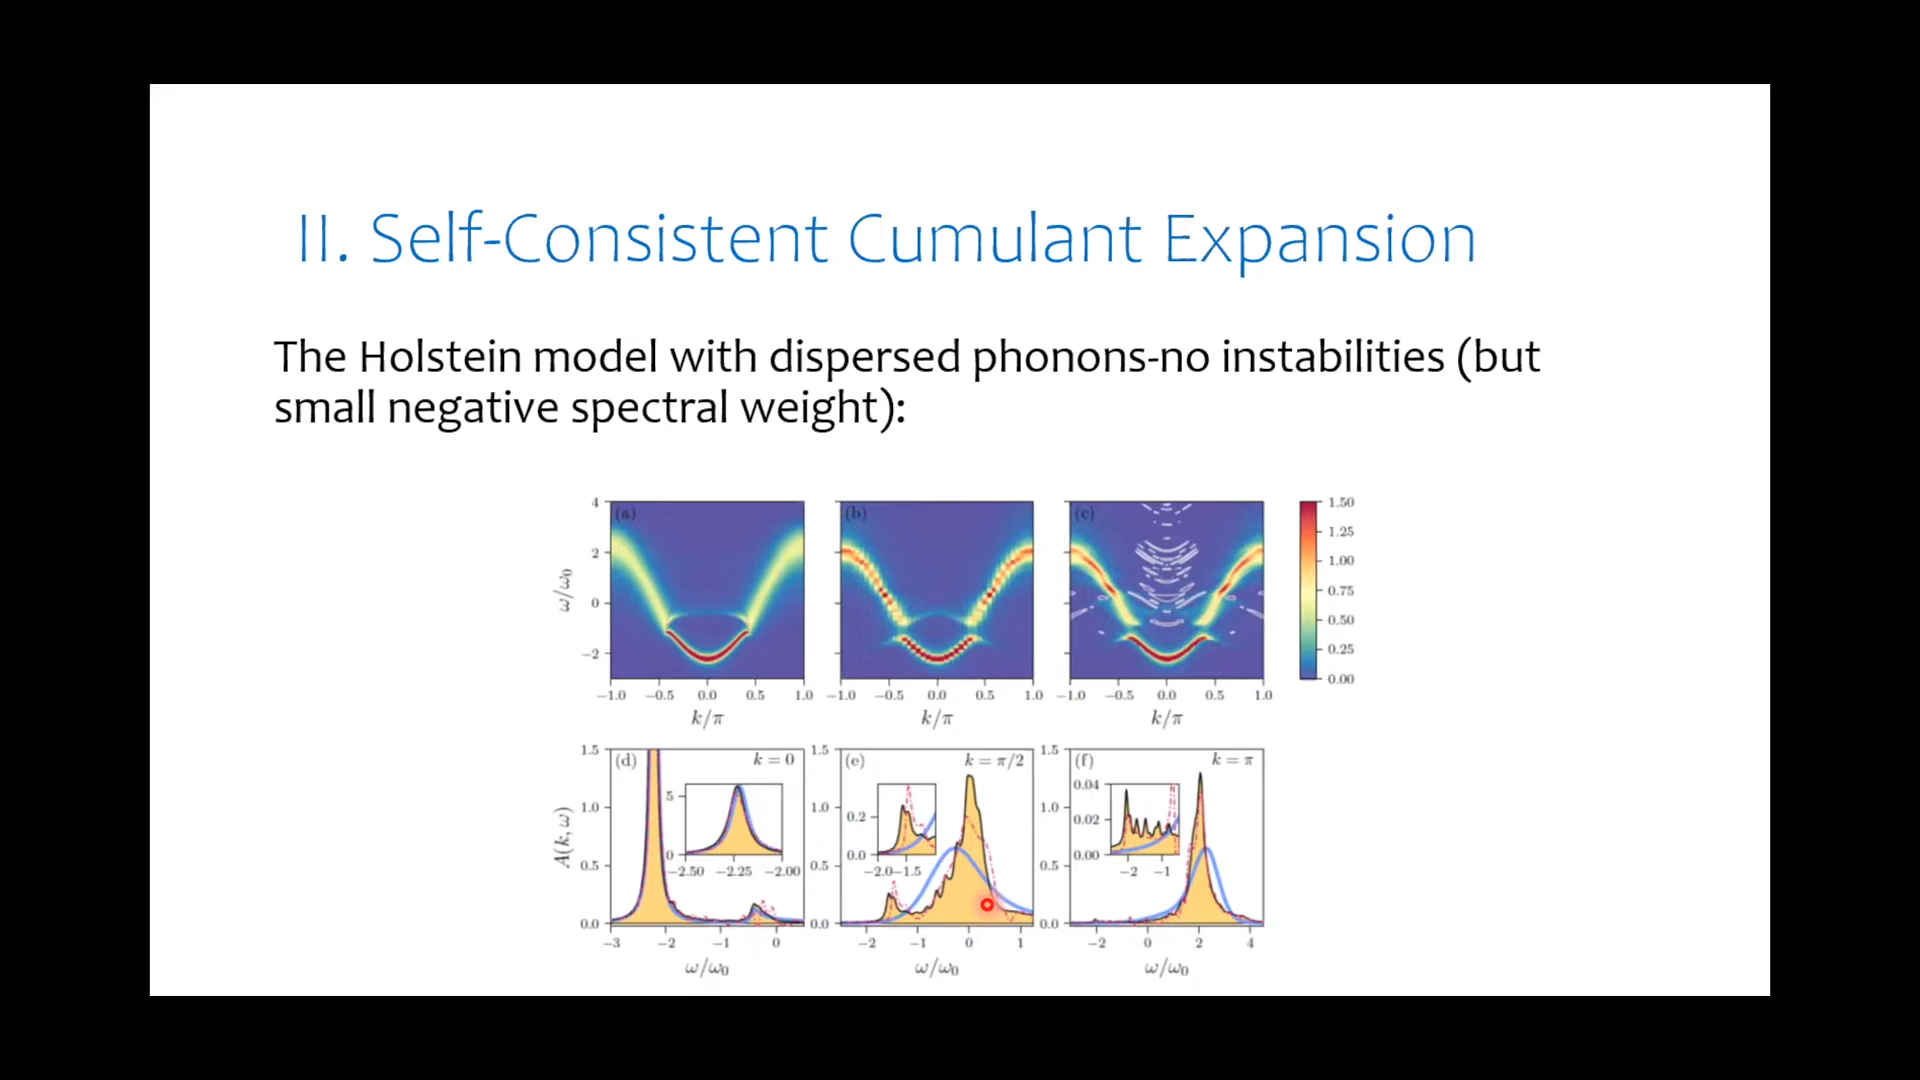 II. Self-Consistent Cumulant Expansion
The Holstein model with dispersed phonons-no instabilities (but
small negative spectral weight):
(a) (b) (c)
4 2 0 −2
ω/ω₀
1.50 1.25 1.00 0.75 0.50 0.25 0.00
−1.0 −0.5 0.0 0.5 1.0 −1.0 −0.5 0.0 0.5 1.0 −1.0 −0.5 0.0 0.5 1.0
k/π k/π k/π
(d) k = 0 (e) k = π/2 (f) k = π
1.5 1.0 0.5 0.0 1.5 1.0 0.5 0.0 1.5 1.0 0.5 0.0
A(k, ω)
5 0 0.2 0.0 0.04 0.02 0.00
−2.50 −2.25 −2.00 −2.0 −1.5 −2 −1
−3 −2 −1 0 −2 −1 0 1 −2 0 2 4
ω/ω₀ ω/ω₀ ω/ω₀